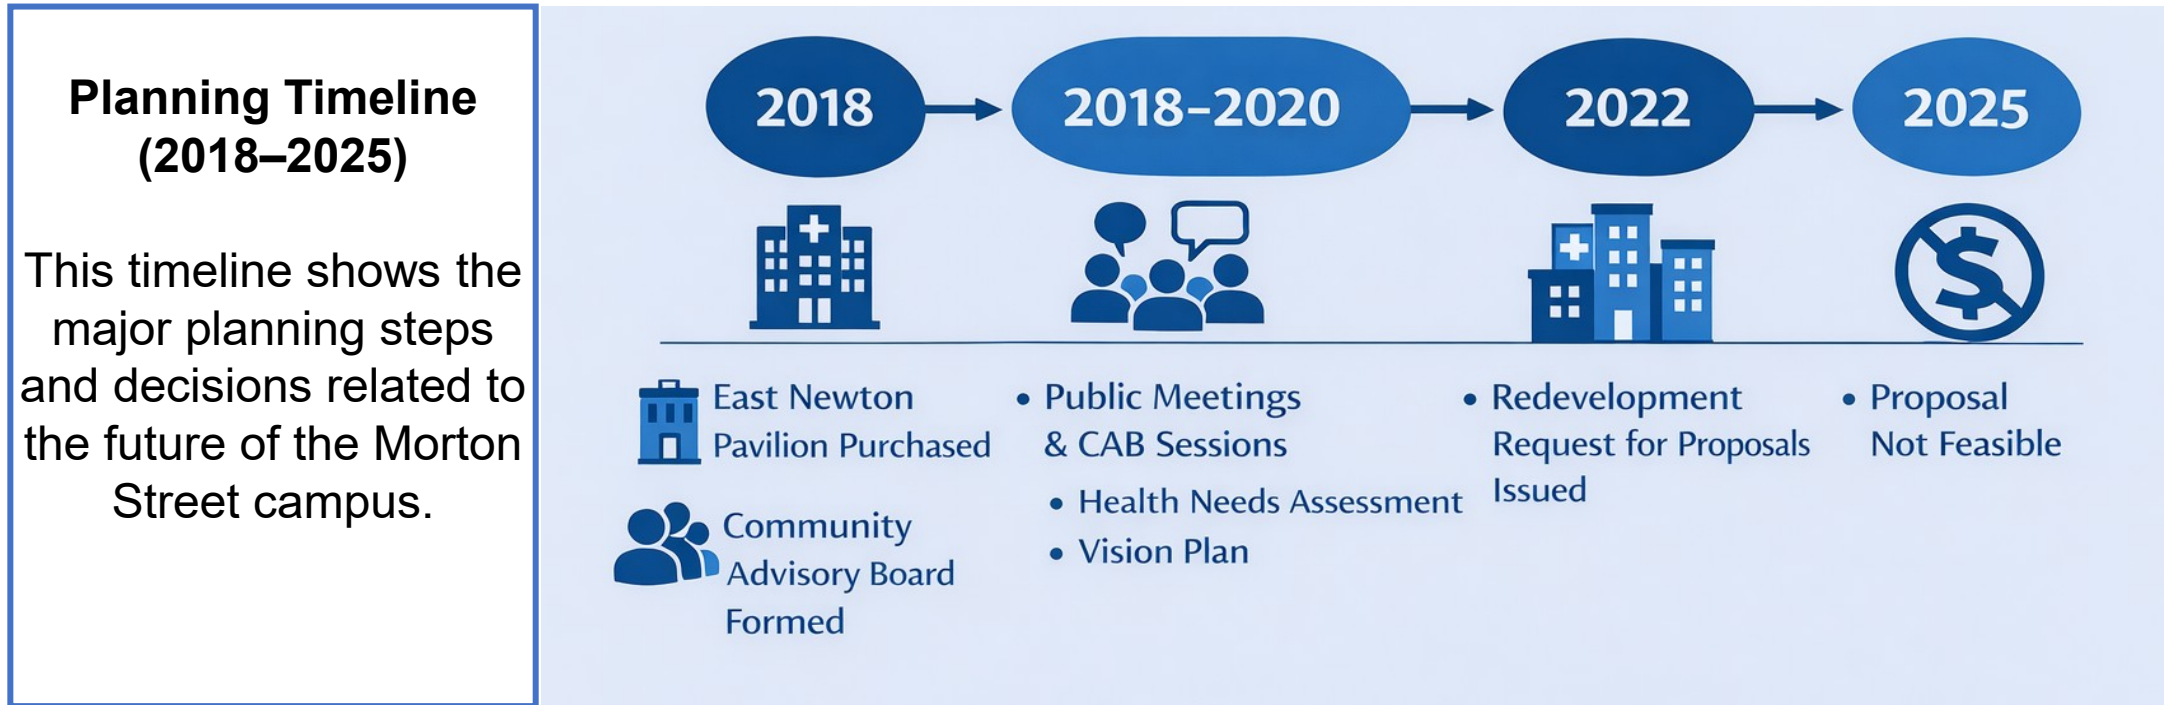 Planning Timeline
(2018–2025)
This timeline shows the
major planning steps
and decisions related to
the future of the Morton
Street campus.
2018
2018-2020
2022
2025
East Newton
Pavilion Purchased
Community
Advisory Board
Formed
• Public Meetings
& CAB Sessions
• Health Needs Assessment
• Vision Plan
• Redevelopment
Request for Proposals
Issued
• Proposal
Not Feasible